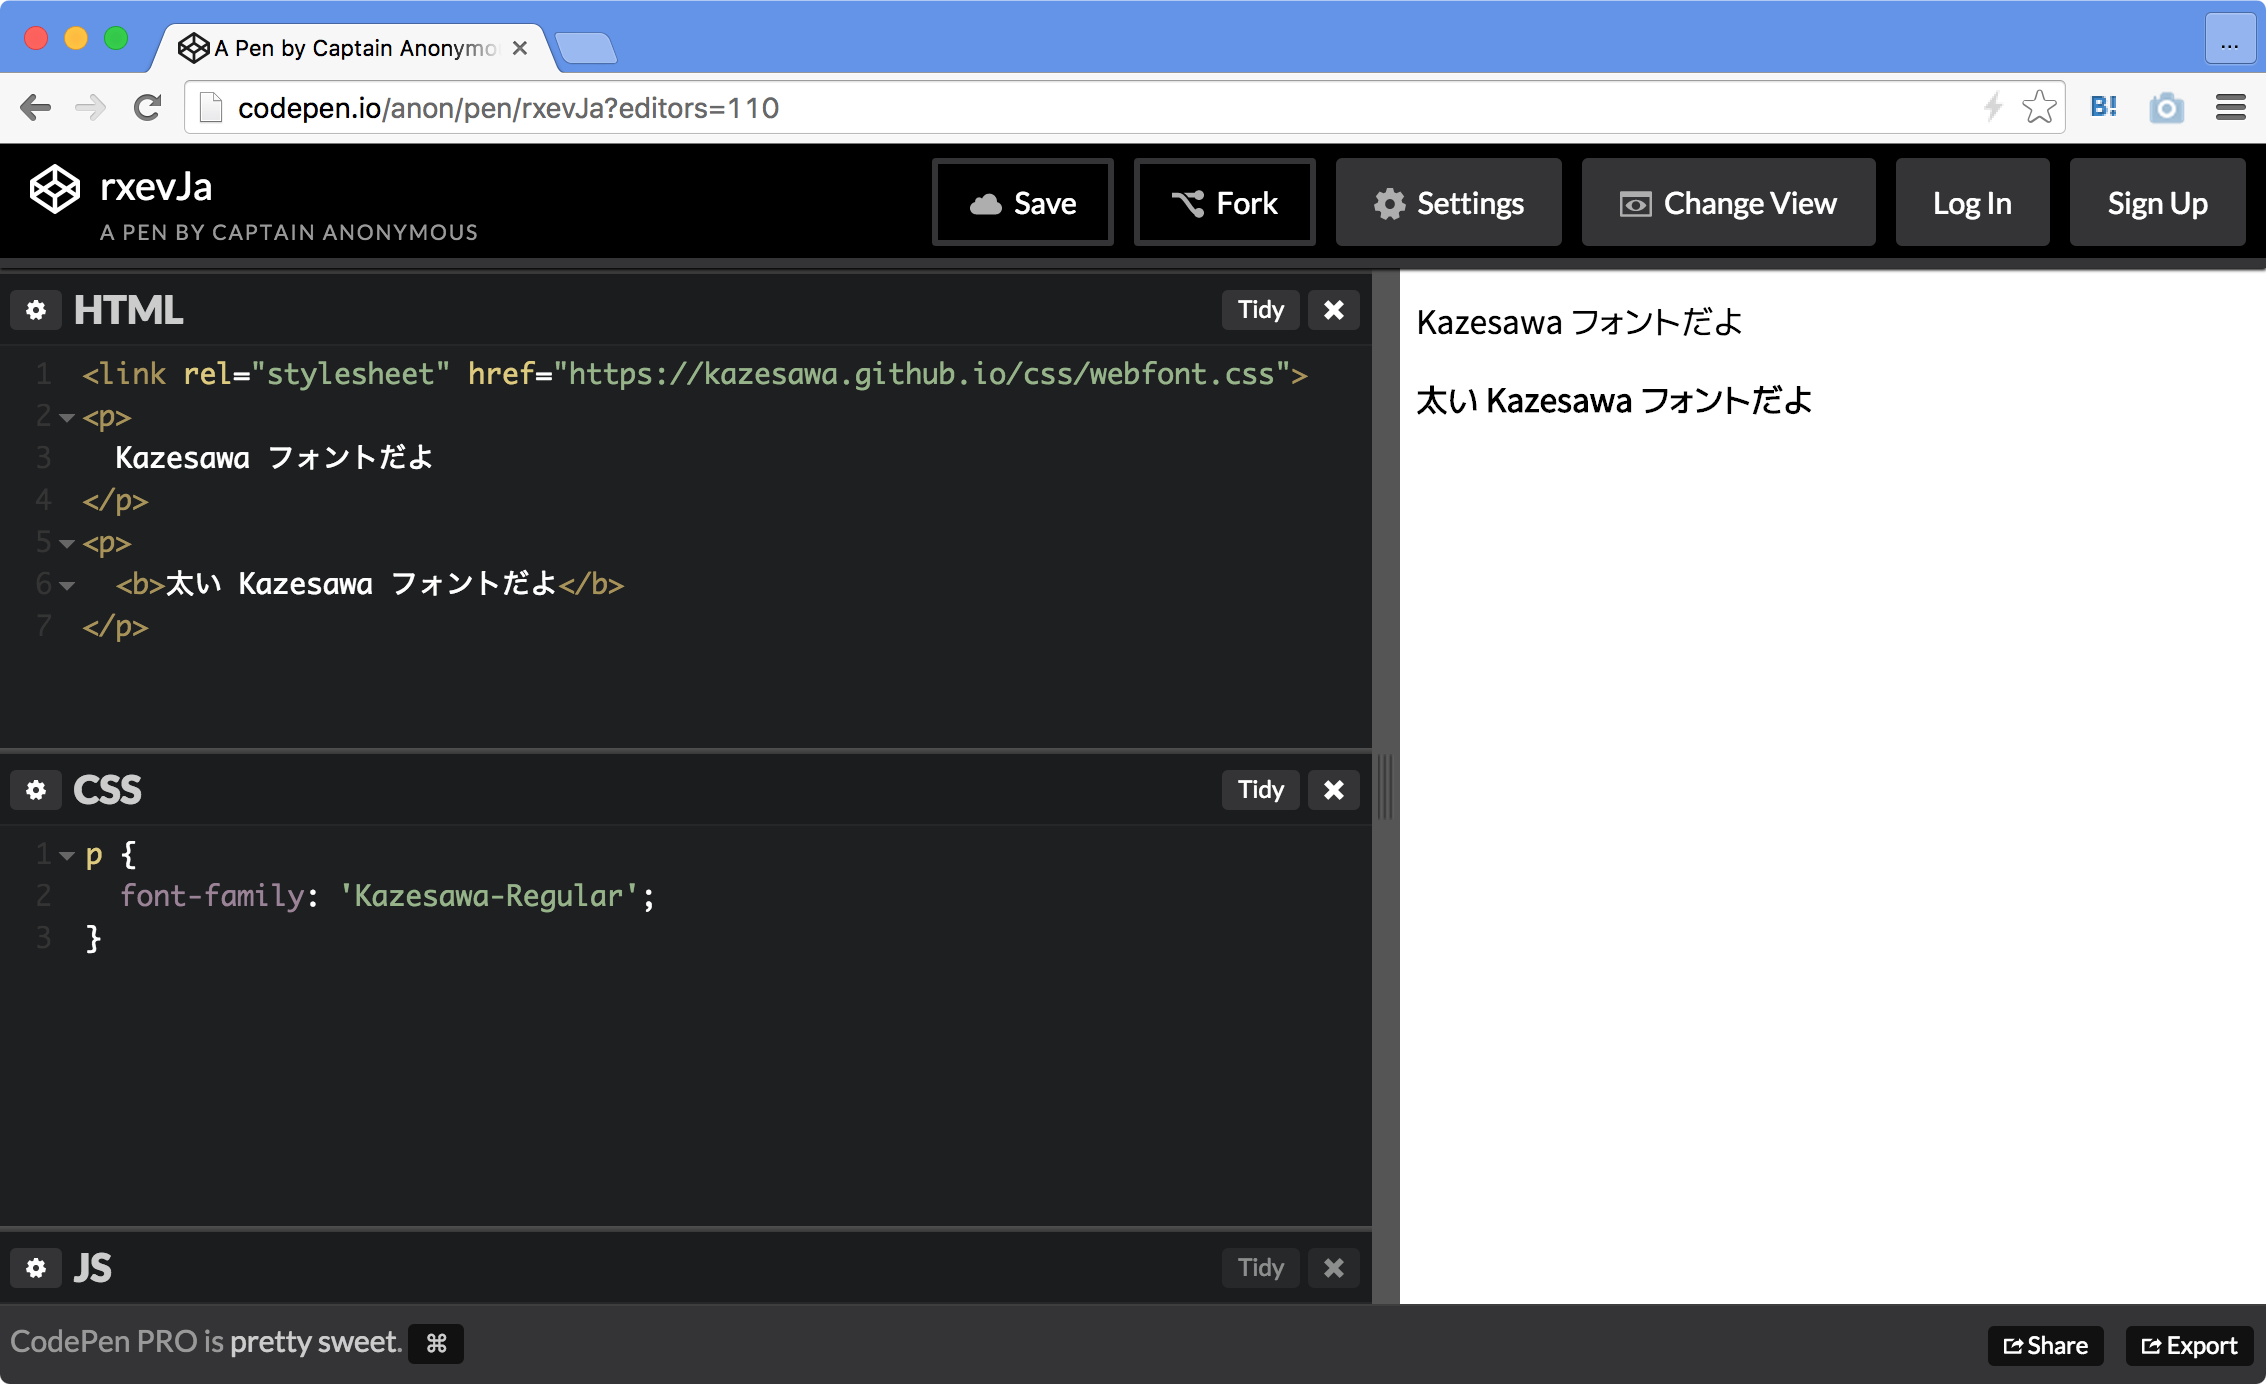 A Pen by Captain Anonymo
...
codepen.io/anon/pen/rxevJa?editors=110
B!
rxevJa
A PEN BY CAPTAIN ANONYMOUS
Save
Fork
Settings
Change View
Log In
Sign Up
HTML
Tidy
1 <link rel="stylesheet" href="https://kazesawa.github.io/css/webfont.css">
2 <p>
3 Kazesawa フォントだよ
4 </p>
5 <p>
6 <b>太い Kazesawa フォントだよ</b>
7 </p>
CSS
Tidy
1 p {
2 font-family: 'Kazesawa-Regular';
3 }
JS
Tidy
Kazesawa フォントだよ
太い Kazesawa フォントだよ
CodePen PRO is pretty sweet. ⌘
Share
Export